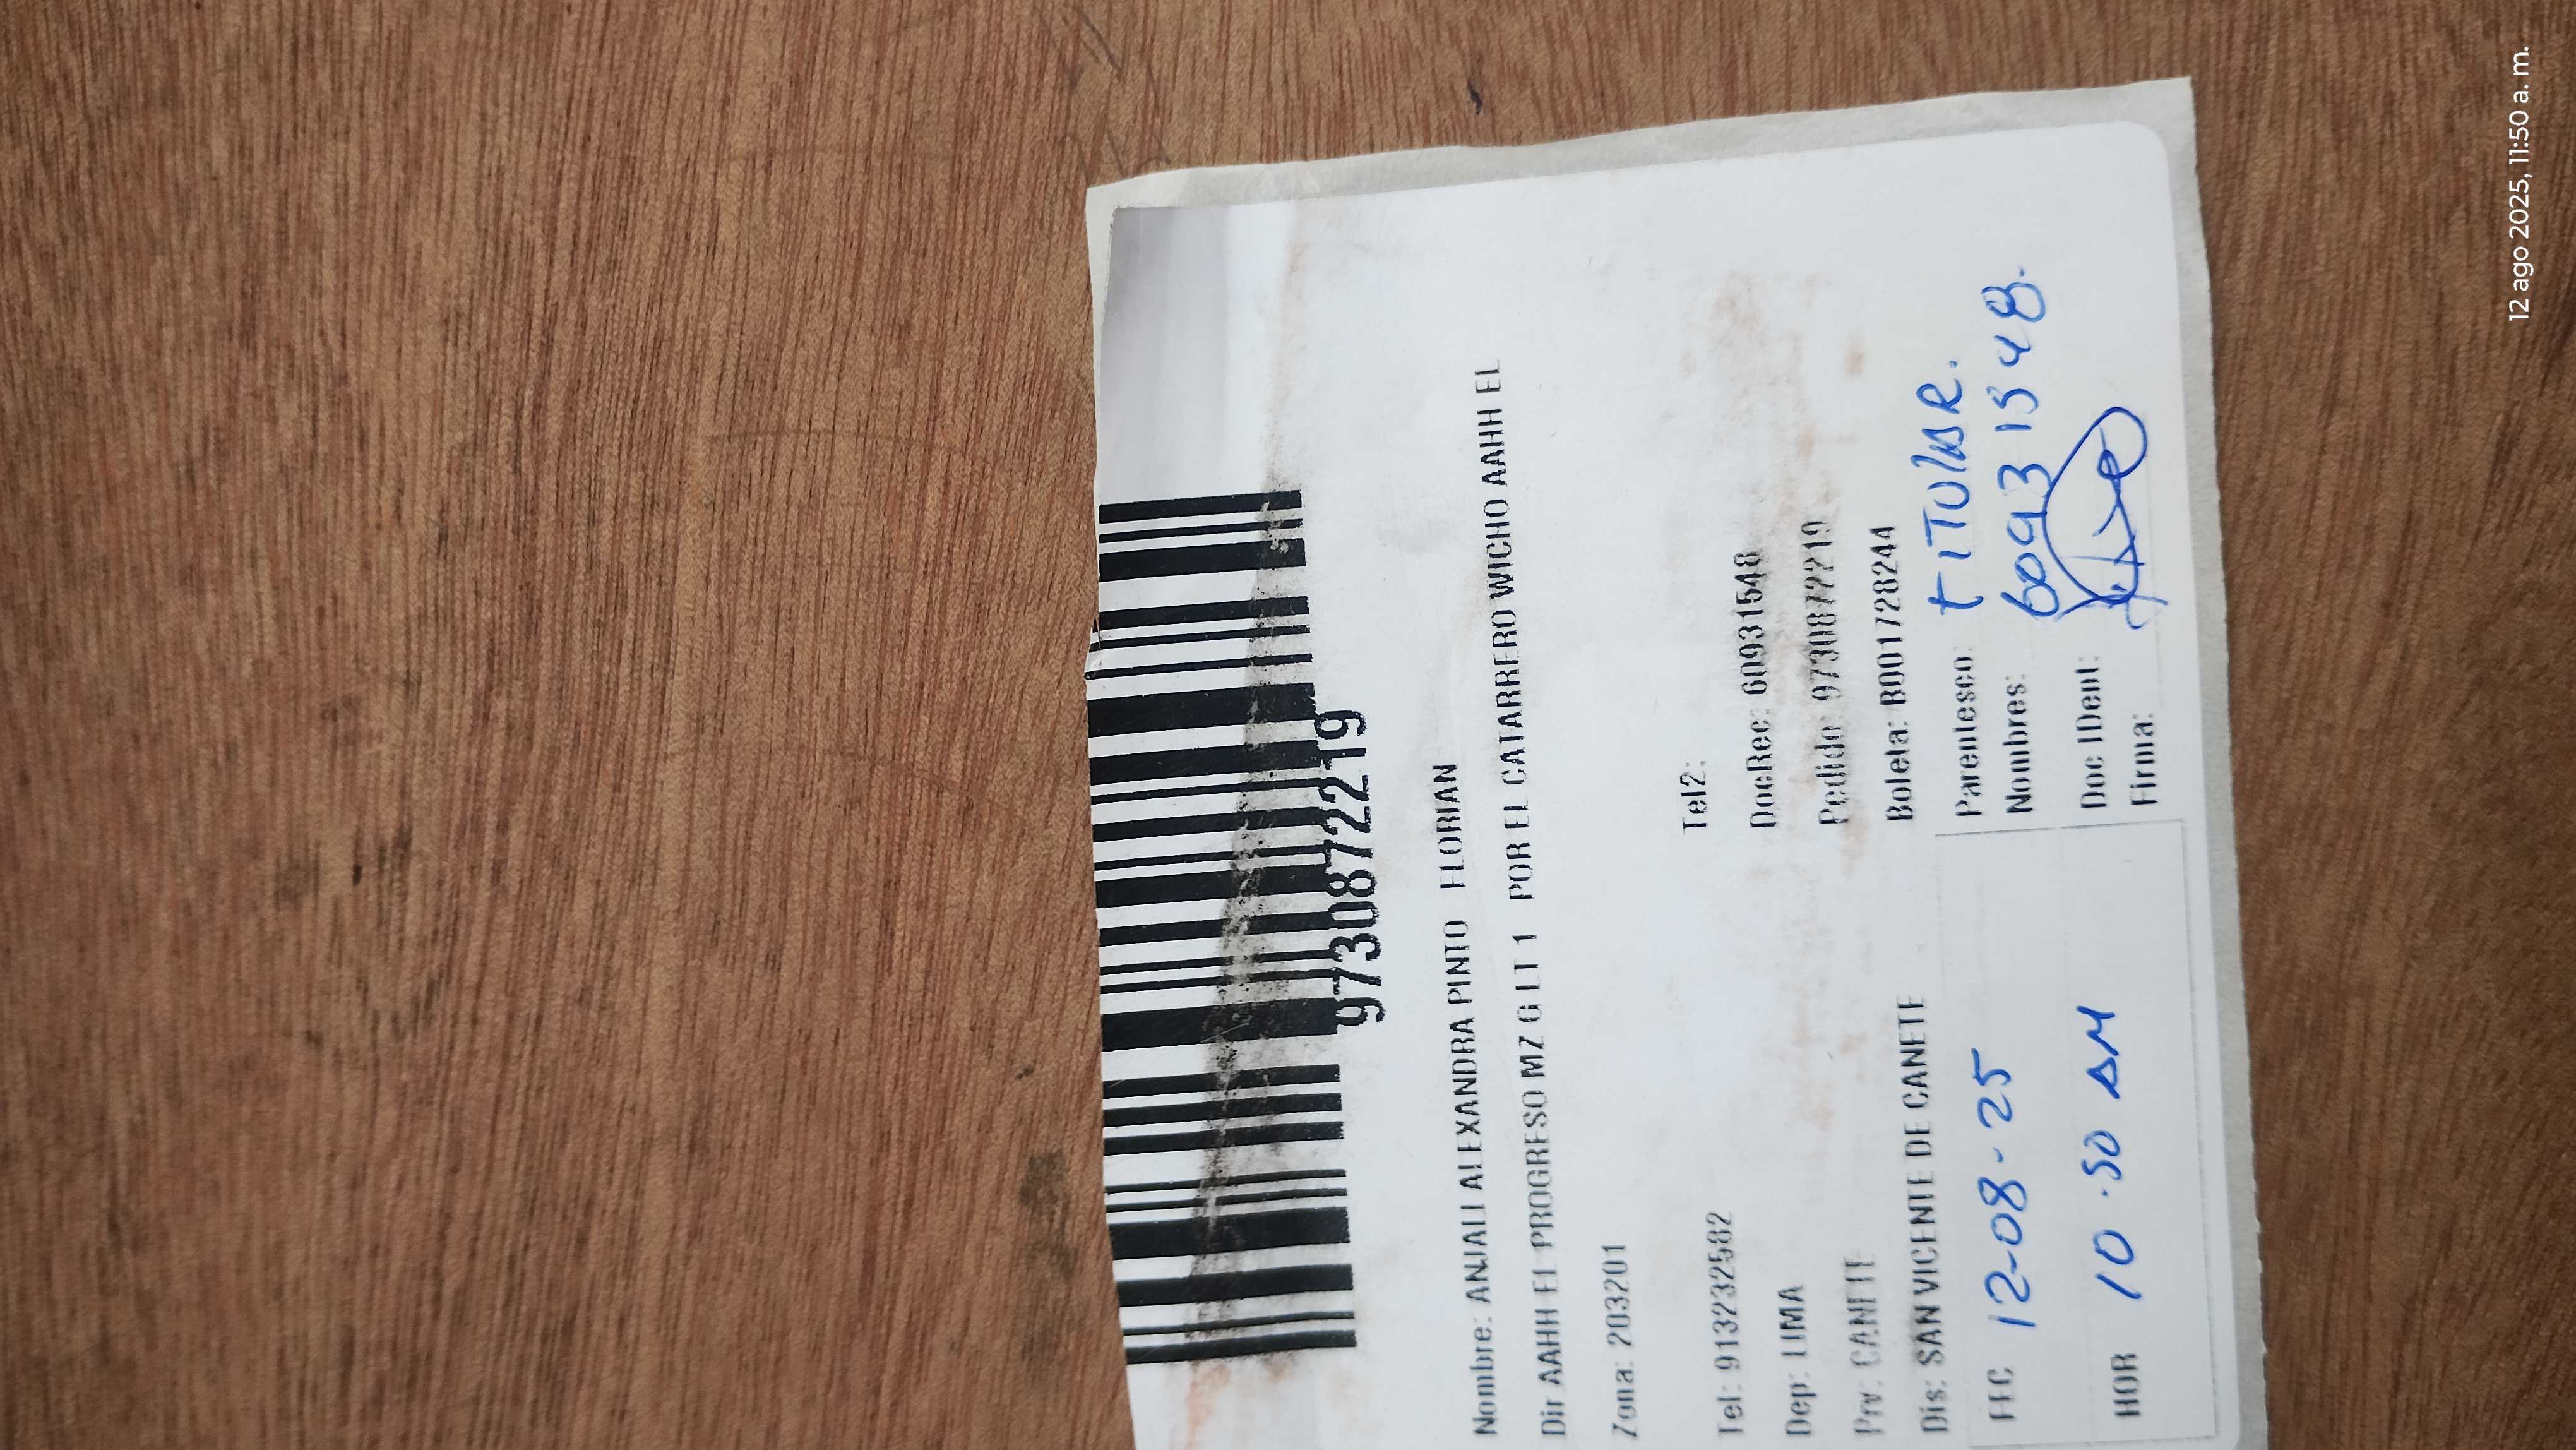 9730872219
Nombre: ANJALI ALEXANDRA PINTO FLORIAN
Dir AAHH EL PROGRESO MZ G LT 1 POR EL CATARRERO WICHO AAHH EL
Zona: 203201
Tel: 913232582 Tel2:
Dep: LIMA DocRec: 60931548
Prv: CANETE Pedido: 9730872219
Dis: SAN VICENTE DE CANETE Boleta: B001728244
FEC 12-08-25 Parentesco: TITULAR.
Nombres: 60931548.
HOR 10.50 AM Doc IDent:
Firma:
12 ago 2025, 11:50 a. m.